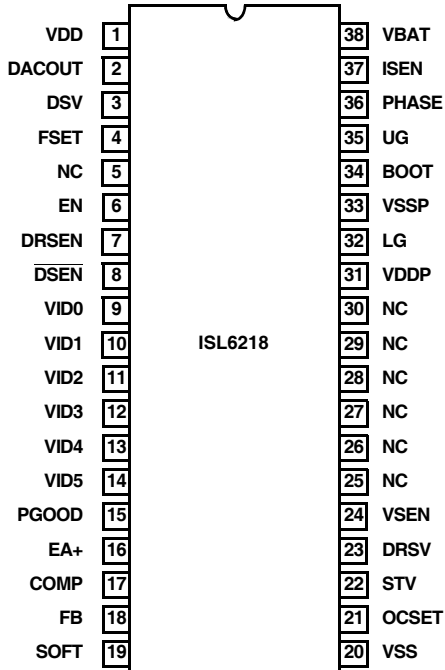 VDD 1 38 VBAT
DACOUT 2 37 ISEN
DSV 3 36 PHASE
FSET 4 35 UG
NC 5 34 BOOT
EN 6 33 VSSP
DRSEN 7 32 LG
DSEN 8 31 VDDP
VID0 9 30 NC
VID1 10 ISL6218 29 NC
VID2 11 28 NC
VID3 12 27 NC
VID4 13 26 NC
VID5 14 25 NC
PGOOD 15 24 VSEN
EA+ 16 23 DRSV
COMP 17 22 STV
FB 18 21 OCSET
SOFT 19 20 VSS